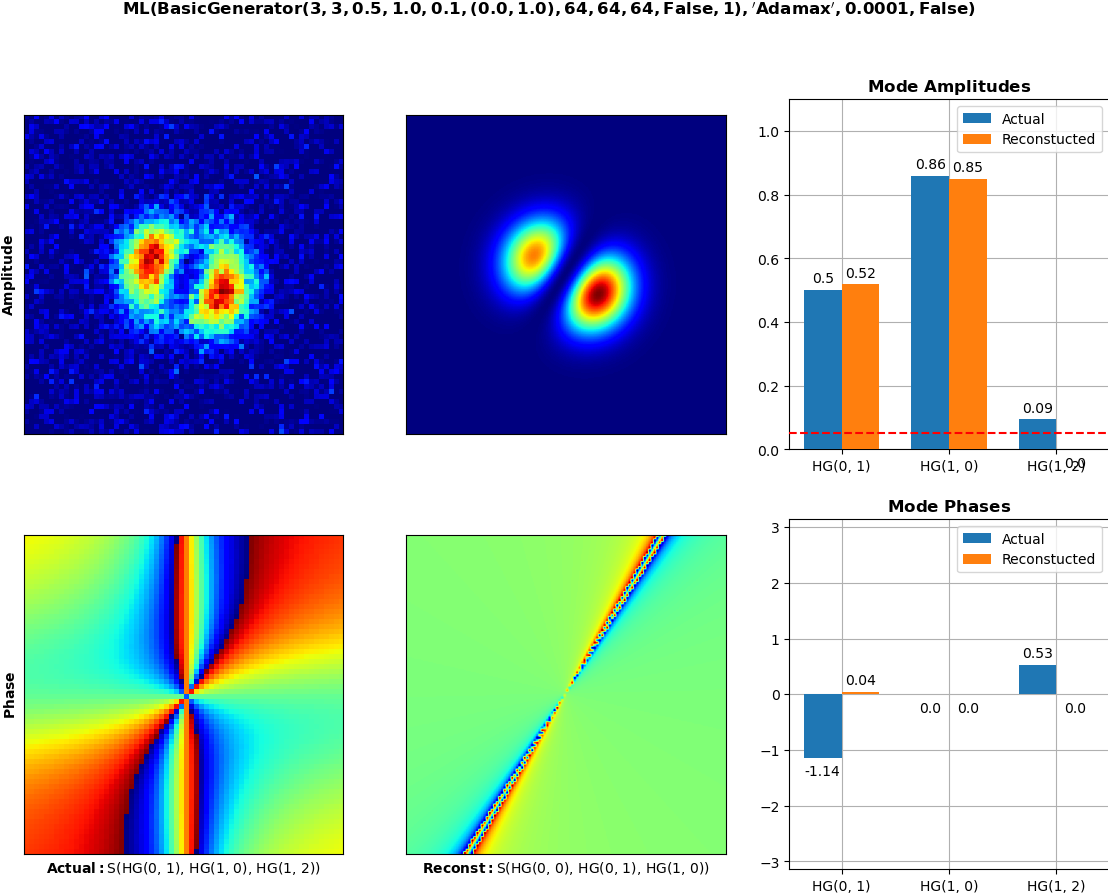 ML(BasicGenerator(3, 3, 0.5, 1.0, 0.1, (0.0, 1.0), 64, 64, 64, False, 1), 'Adamax', 0.0001, False)
Amplitude
Mode Amplitudes
Actual
Reconstucted
1.0
0.8
0.6
0.4
0.2
0.0
0.5
0.52
0.86
0.85
0.09
0.0
HG(0, 1)
HG(1, 0)
HG(1, 2)
Phase
Actual: S(HG(0, 1), HG(1, 0), HG(1, 2))
Reconst: S(HG(0, 0), HG(0, 1), HG(1, 0))
Mode Phases
Actual
Reconstucted
3
2
1
0
−1
−2
−3
-1.14
0.04
0.0
0.0
0.53
0.0
HG(0, 1)
HG(1, 0)
HG(1, 2)